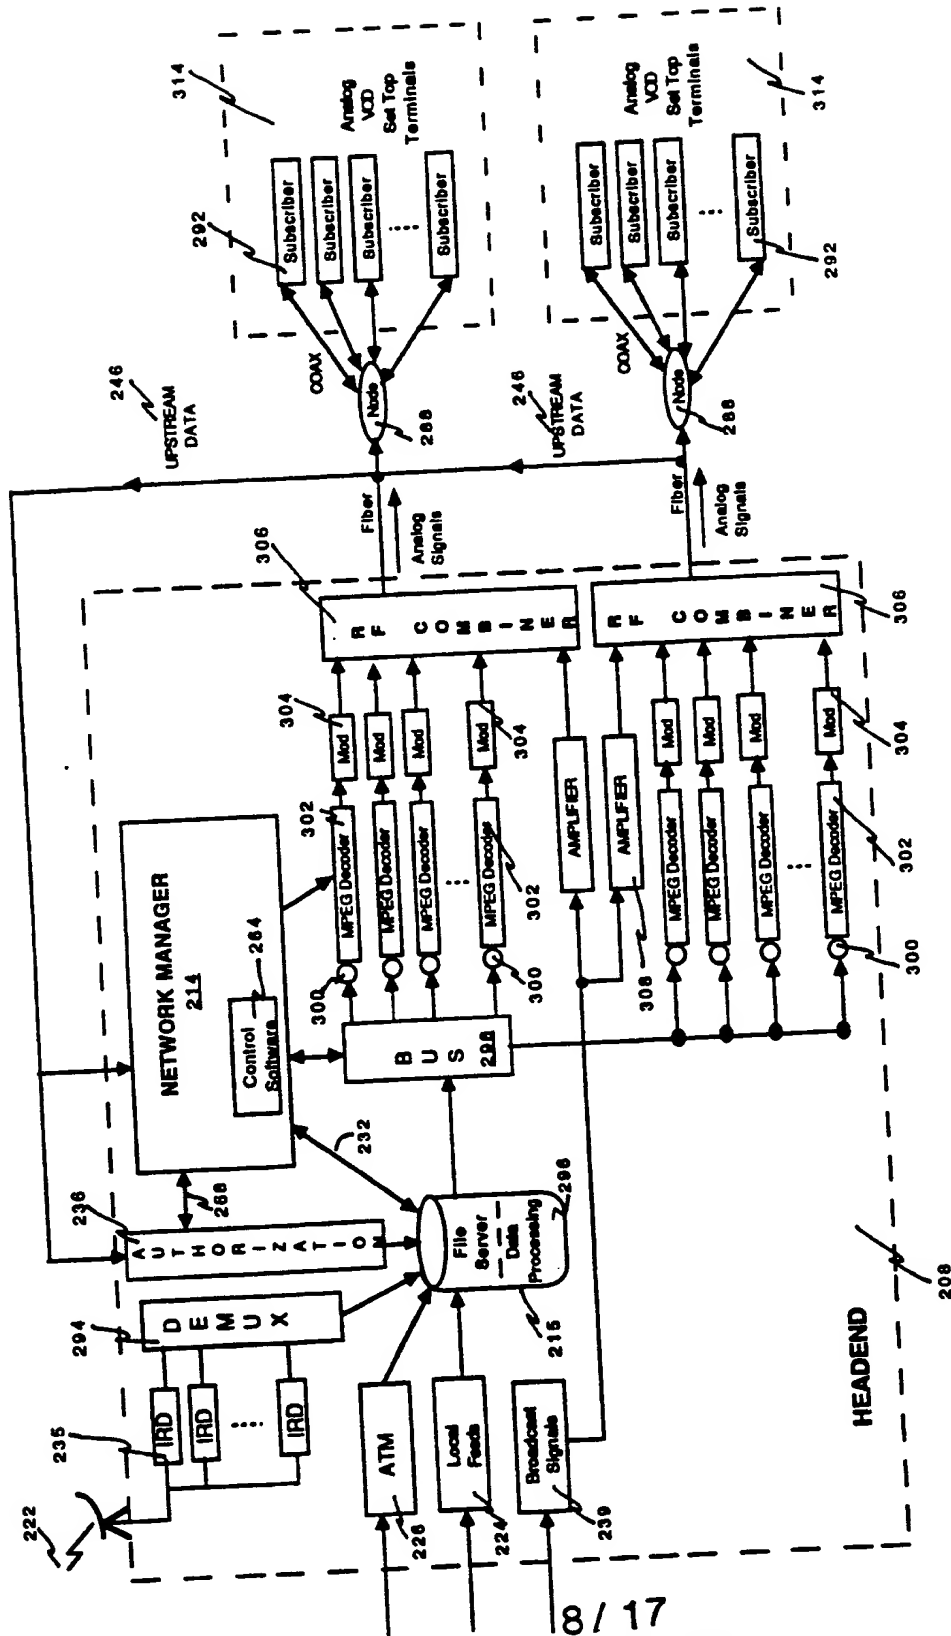 222
235
IRD
IRD
IRD
294
DEMUX
236
AUTHORIZATION
268
NETWORK MANAGER
214
Control Software
264
232
ATM
226
Local Feeds
224
Broadcast Signals
239
File Server
Data Processing
215
296
BUS
298
300
MPEG Decoder
302
Mod
304
MPEG Decoder
Mod
MPEG Decoder
Mod
300
MPEG Decoder
302
Mod
304
RF COMBINER
306
AMPLIFIER
AMPLIFIER
308
MPEG Decoder
Mod
MPEG Decoder
Mod
MPEG Decoder
Mod
300
MPEG Decoder
302
Mod
304
RF COMBINER
306
HEADEND
208
Fiber
Analog Signals
UPSTREAM DATA
246
Node
288
COAX
292
Subscriber
Subscriber
Subscriber
Subscriber
Analog VOD Set Top Terminals
314
Fiber
Analog Signals
UPSTREAM DATA
246
Node
288
COAX
Subscriber
Subscriber
Subscriber
Subscriber
292
Analog VOD Set Top Terminals
314
8/17